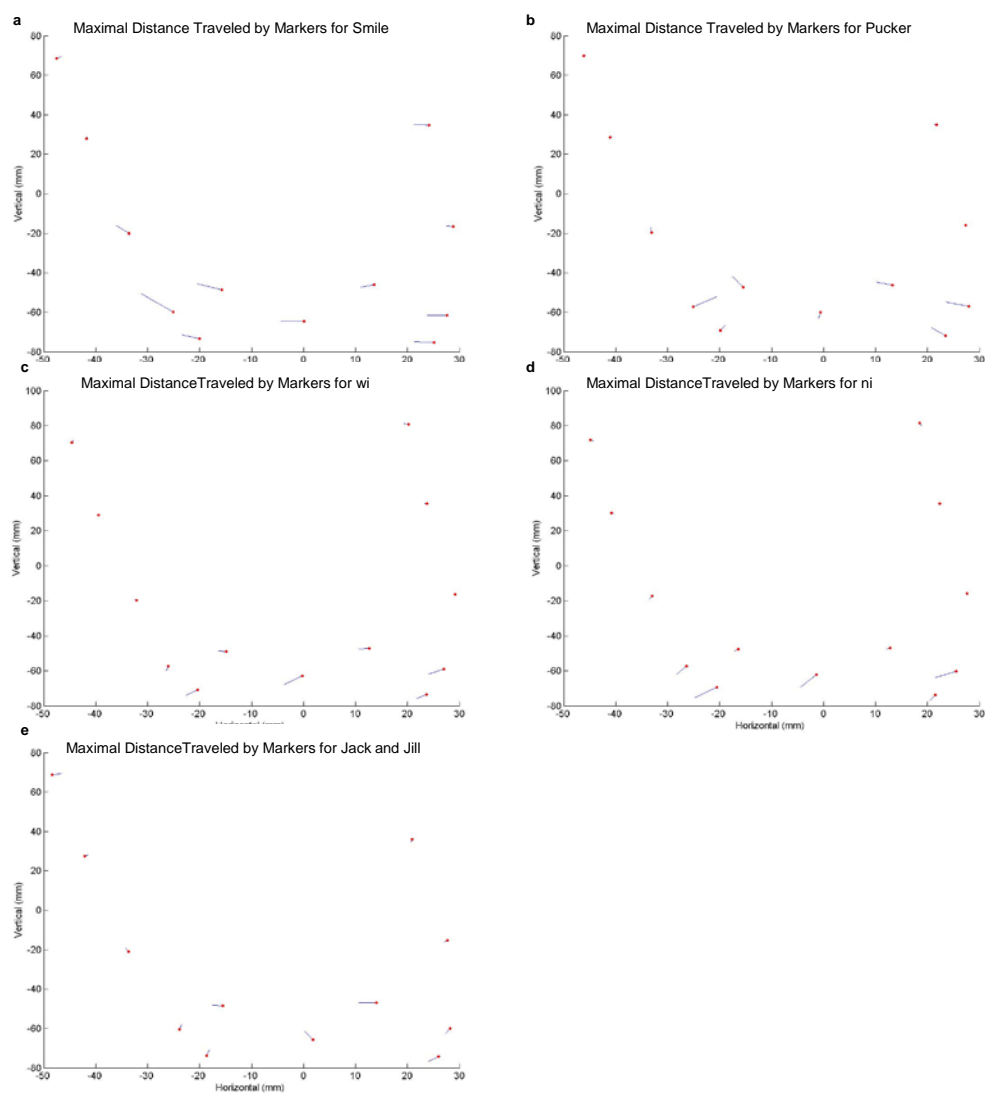 a
Maximal Distance Traveled by Markers for Smile
80
60
40
20
0
-20
-40
-60
-80
Vertical (mm)
-50 -40 -30 -20 -10 0 10 20 30
b
Maximal Distance Traveled by Markers for Pucker
80
60
40
20
0
-20
-40
-60
-80
Vertical (mm)
-50 -40 -30 -20 -10 0 10 20 30
c
Maximal DistanceTraveled by Markers for wi
100
80
60
40
20
0
-20
-40
-60
-80
Vertical (mm)
-50 -40 -30 -20 -10 0 10 20 30
Horizontal (mm)
d
Maximal DistanceTraveled by Markers for ni
100
80
60
40
20
0
-20
-40
-60
-80
Vertical (mm)
-50 -40 -30 -20 -10 0 10 20 30
Horizontal (mm)
e
Maximal DistanceTraveled by Markers for Jack and Jill
80
60
40
20
0
-20
-40
-60
-80
Vertical (mm)
-50 -40 -30 -20 -10 0 10 20 30
Horizontal (mm)